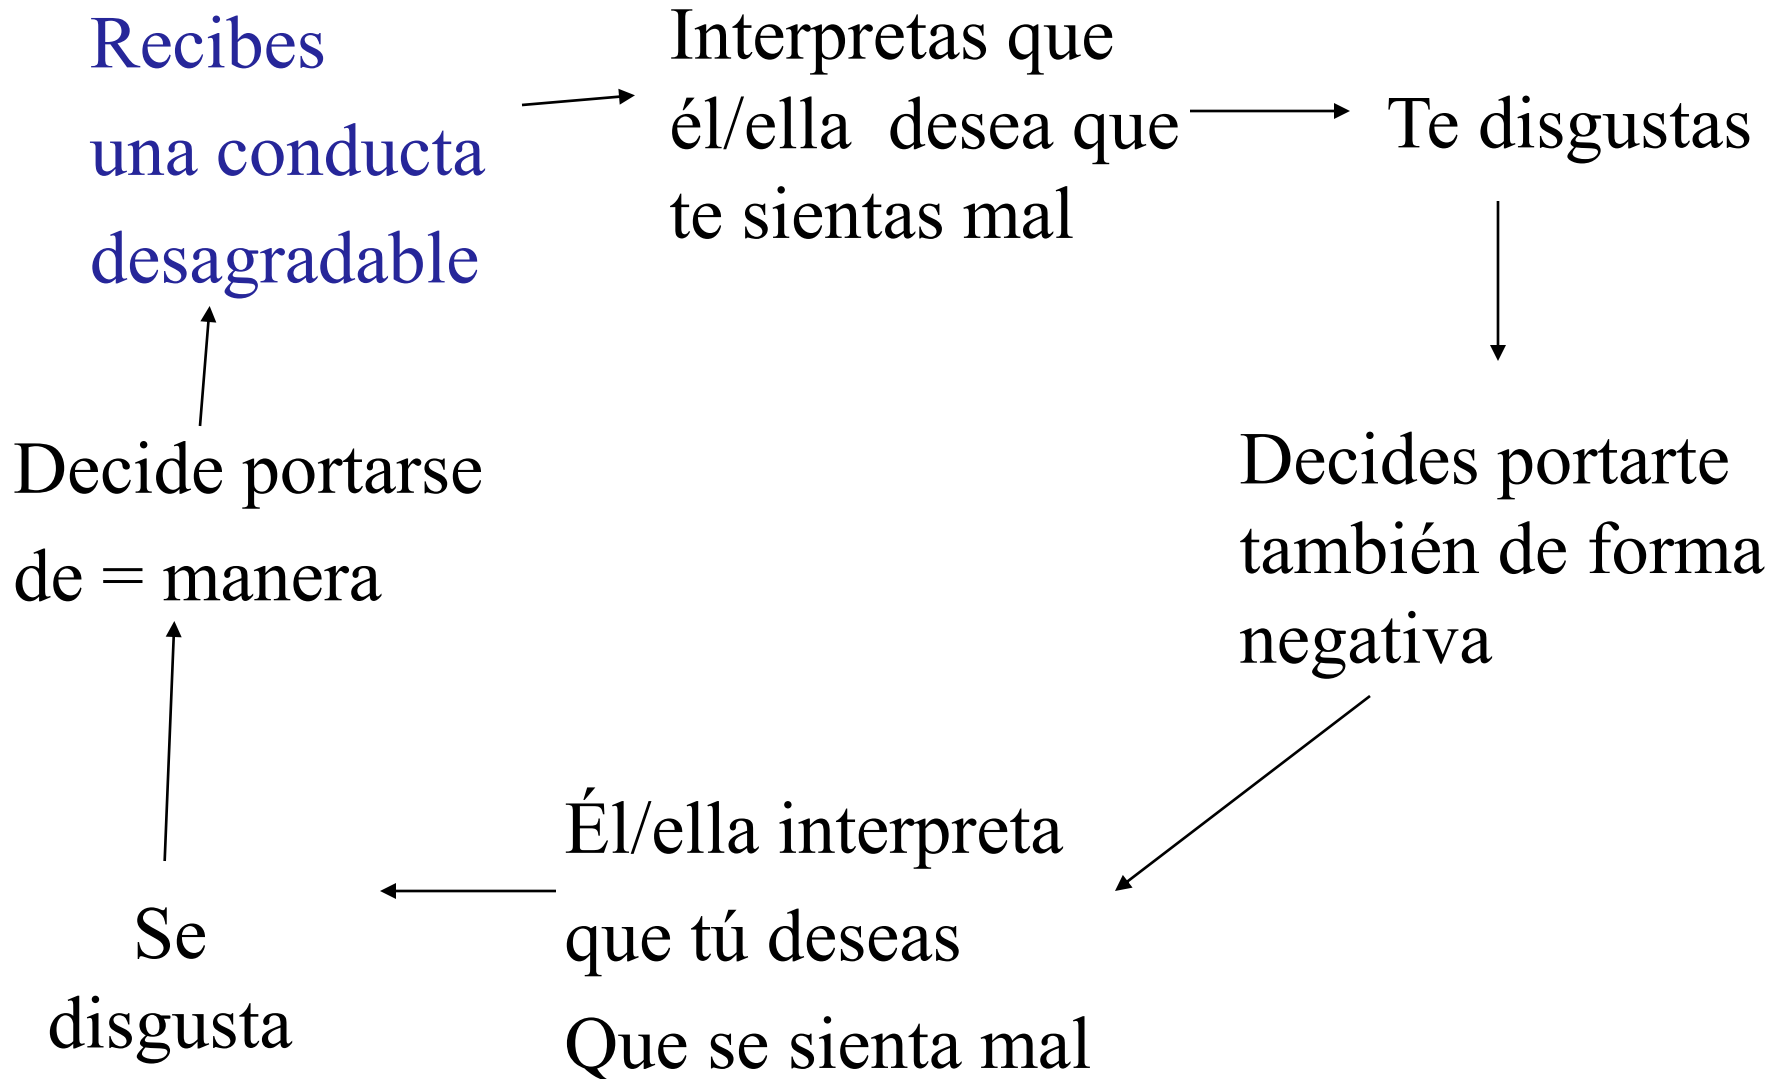 Recibes
una conducta
desagradable
Interpretas que
él/ella desea que
te sientas mal
Te disgustas
Decides portarte
también de forma
negativa
Él/ella interpreta
que tú deseas
Que se sienta mal
Se
disgusta
Decide portarse
de = manera